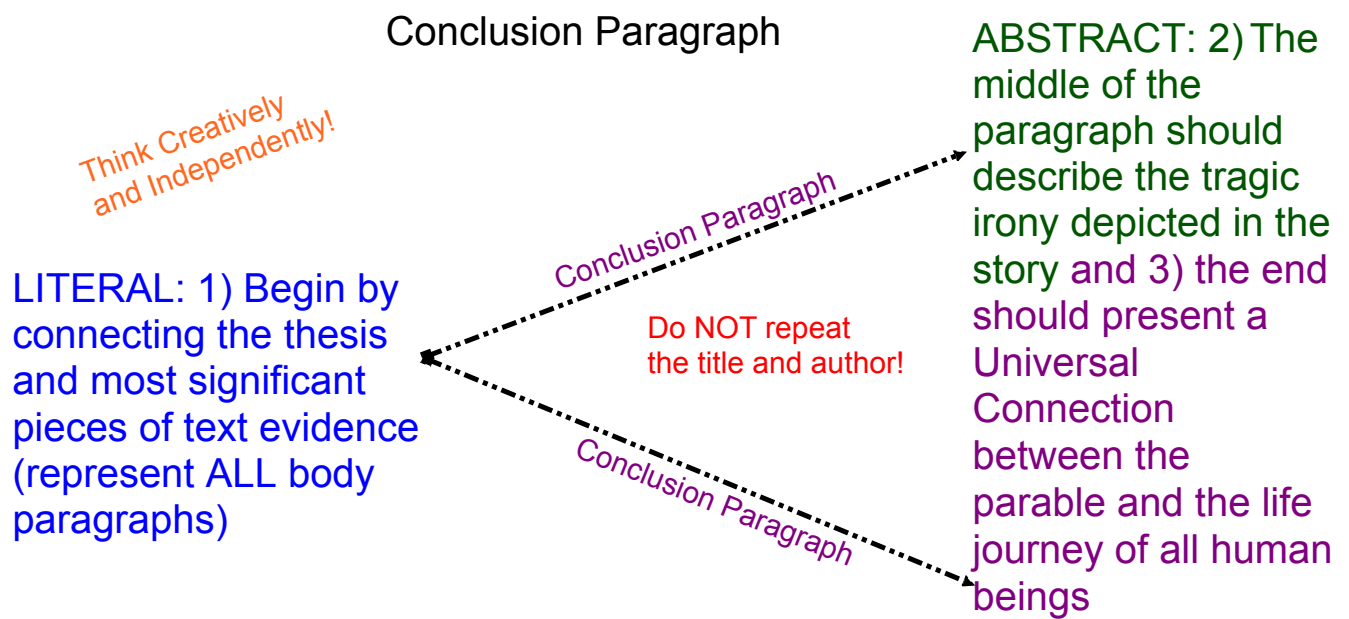 Conclusion Paragraph
Think Creatively
and Independently!
LITERAL: 1) Begin by
connecting the thesis
and most significant
pieces of text evidence
(represent ALL body
paragraphs)
Conclusion Paragraph
Do NOT repeat
the title and author!
Conclusion Paragraph
ABSTRACT: 2) The
middle of the
paragraph should
describe the tragic
irony depicted in the
story and 3) the end
should present a
Universal
Connection
between the
parable and the life
journey of all human
beings